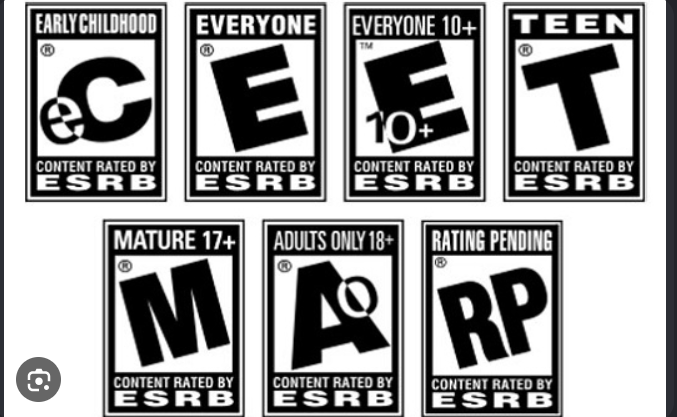 EARLY CHILDHOOD
®
eC
CONTENT RATED BY
ESRB
EVERYONE
®
E
CONTENT RATED BY
ESRB
EVERYONE 10+
TM
E
10+
CONTENT RATED BY
ESRB
TEEN
®
T
CONTENT RATED BY
ESRB
MATURE 17+
®
M
CONTENT RATED BY
ESRB
ADULTS ONLY 18+
®
AO
CONTENT RATED BY
ESRB
RATING PENDING
®
RP
CONTENT RATED BY
ESRB